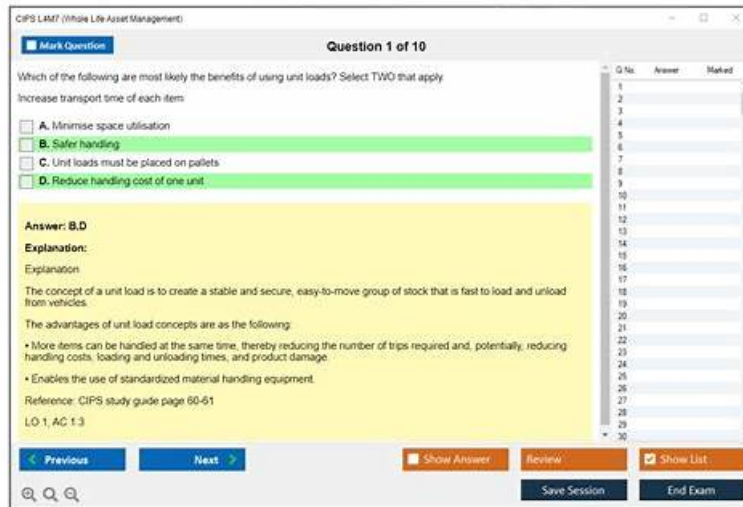 CIPS L4M7 (Whole Life Asset Management)
Mark Question
Question 1 of 10
Which of the following are most likely the benefits of using unit loads? Select TWO that apply.
Increase transport time of each item
A. Minimise space utilisation
B. Safer handling
C. Unit loads must be placed on pallets
D. Reduce handling cost of one unit
Answer: B,D
Explanation:
Explanation
The concept of a unit load is to create a stable and secure, easy-to-move group of stock that is fast to load and unload
from vehicles.
The advantages of unit load concepts are as the following:
• More items can be handled at the same time, thereby reducing the number of trips required and, potentially, reducing
handling costs, loading and unloading times, and product damage.
• Enables the use of standardized material handling equipment.
Reference: CIPS study guide page 60-61
LO 1, AC 1.3
Q No. Answer Marked
1
2
3
4
5
6
7
8
9
10
11
12
13
14
15
16
17
18
19
20
21
22
23
24
25
26
27
28
29
30
Previous
Next
Show Answer
Review
Show List
Save Session
End Exam